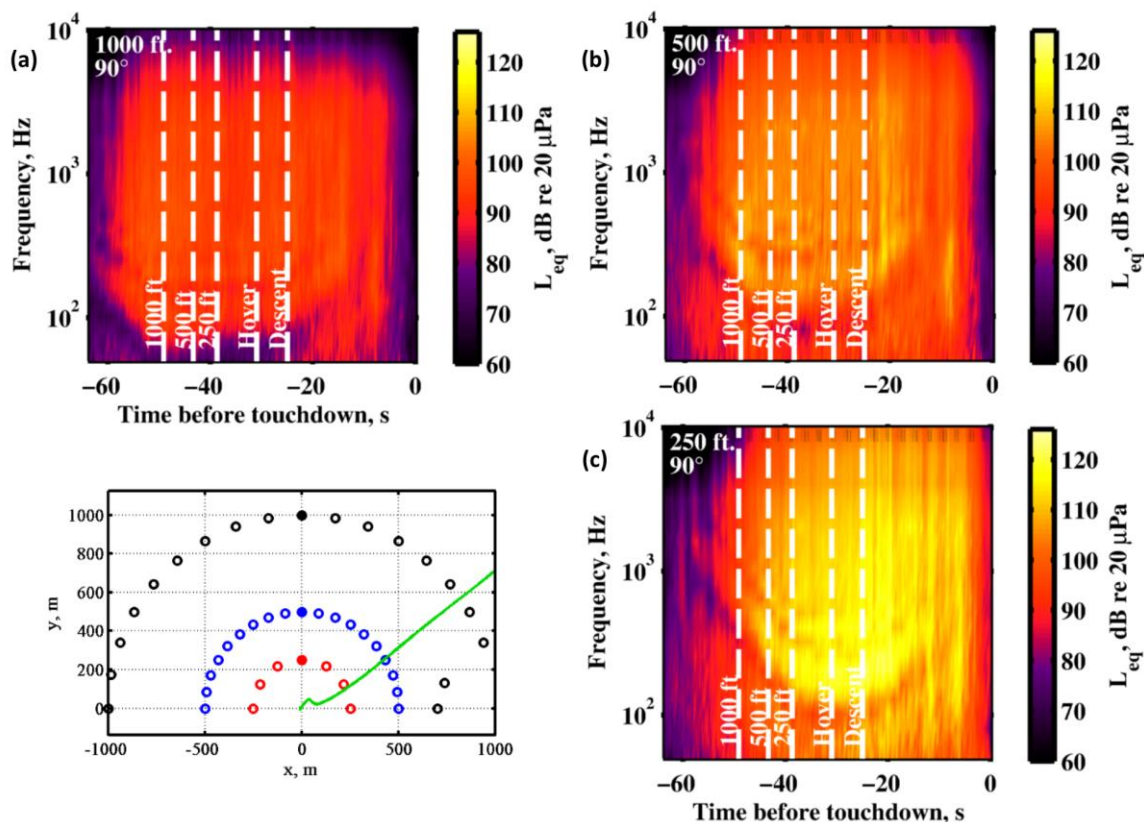 (a)
1000 ft.
90°
10⁴
10³
10²
Frequency, Hz
1000 ft
500 ft
250 ft
Hover
Descent
−60
−40
−20
0
Time before touchdown, s
120
110
100
90
80
70
60
Leq, dB re 20 μPa
(b)
500 ft.
90°
10⁴
10³
10²
Frequency, Hz
1000 ft
500 ft
250 ft
Hover
Descent
−60
−40
−20
0
120
110
100
90
80
70
60
Leq, dB re 20 μPa
1000
800
600
400
200
0
y, m
-1000
-500
0
500
1000
x, m
(c)
250 ft.
90°
10⁴
10³
10²
Frequency, Hz
1000 ft
500 ft
250 ft
Hover
Descent
−60
−40
−20
0
Time before touchdown, s
120
110
100
90
80
70
60
Leq, dB re 20 μPa